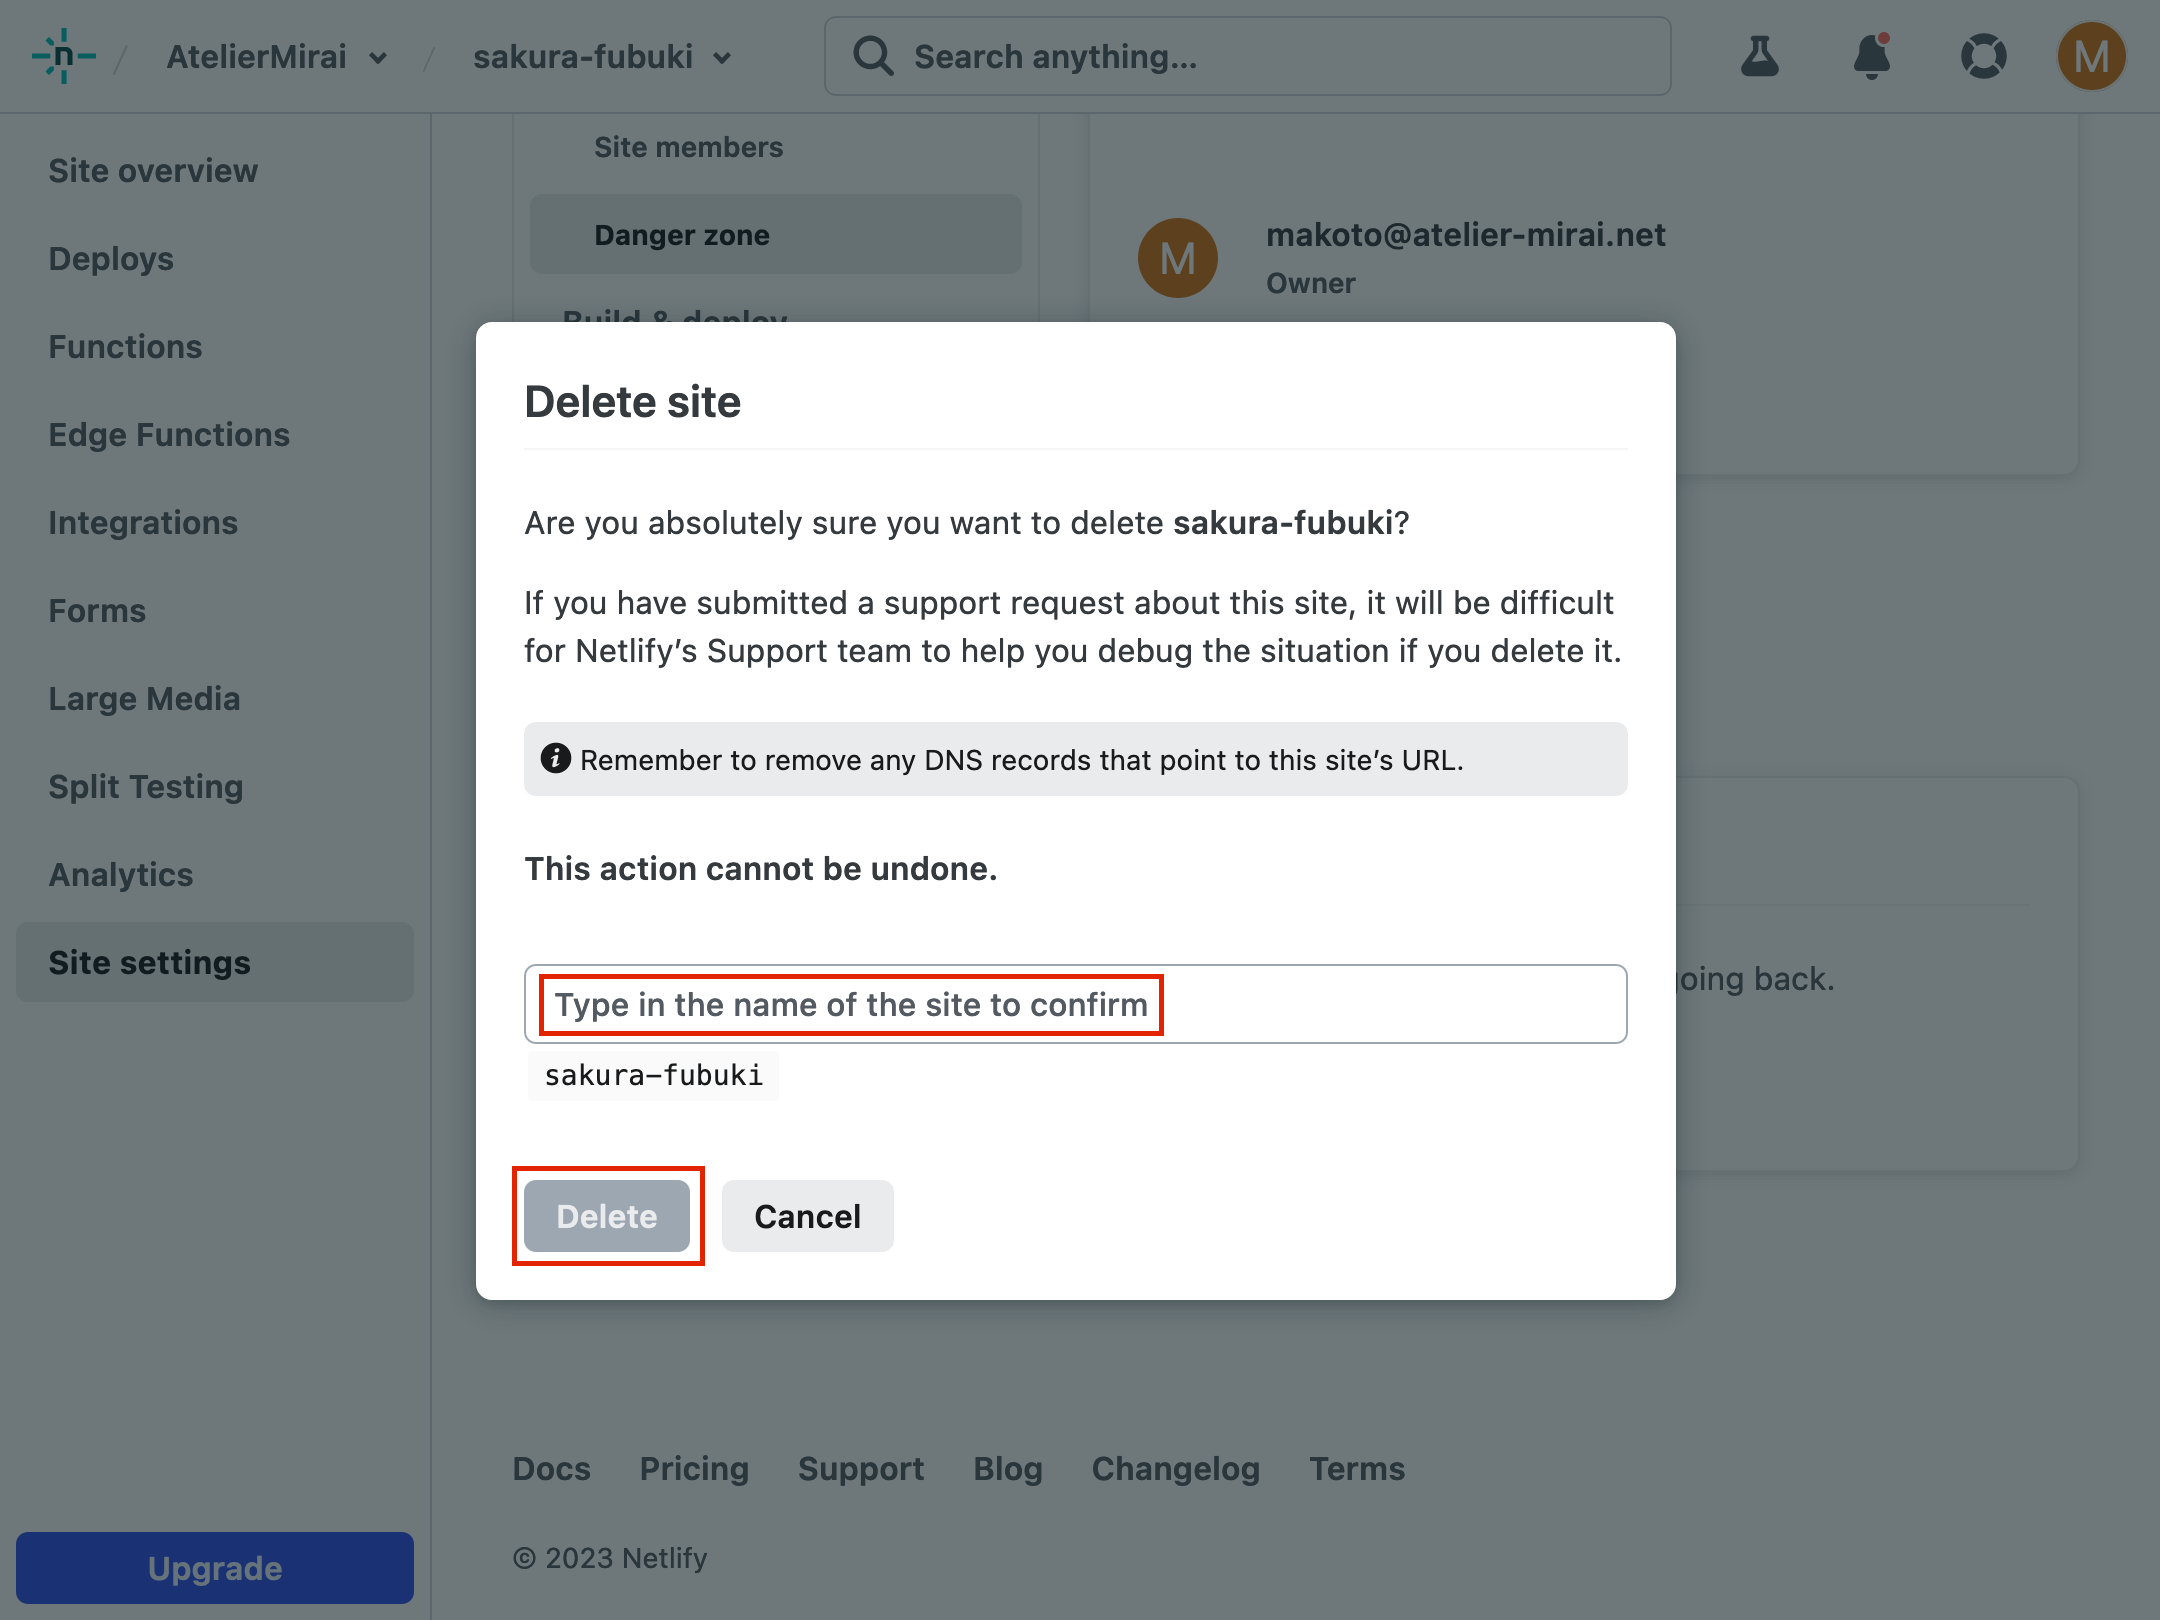 n / AtelierMirai / sakura-fubuki
Search anything...
M
Site overview
Deploys
Functions
Edge Functions
Integrations
Forms
Large Media
Split Testing
Analytics
Site settings
Upgrade
Site members
Danger zone
Build & deploy
M
makoto@atelier-mirai.net
Owner
Delete site
Are you absolutely sure you want to delete sakura-fubuki?
If you have submitted a support request about this site, it will be difficult
for Netlify’s Support team to help you debug the situation if you delete it.
Remember to remove any DNS records that point to this site’s URL.
This action cannot be undone.
Type in the name of the site to confirm
sakura-fubuki
Delete Cancel
back.
Docs Pricing Support Blog Changelog Terms
© 2023 Netlify